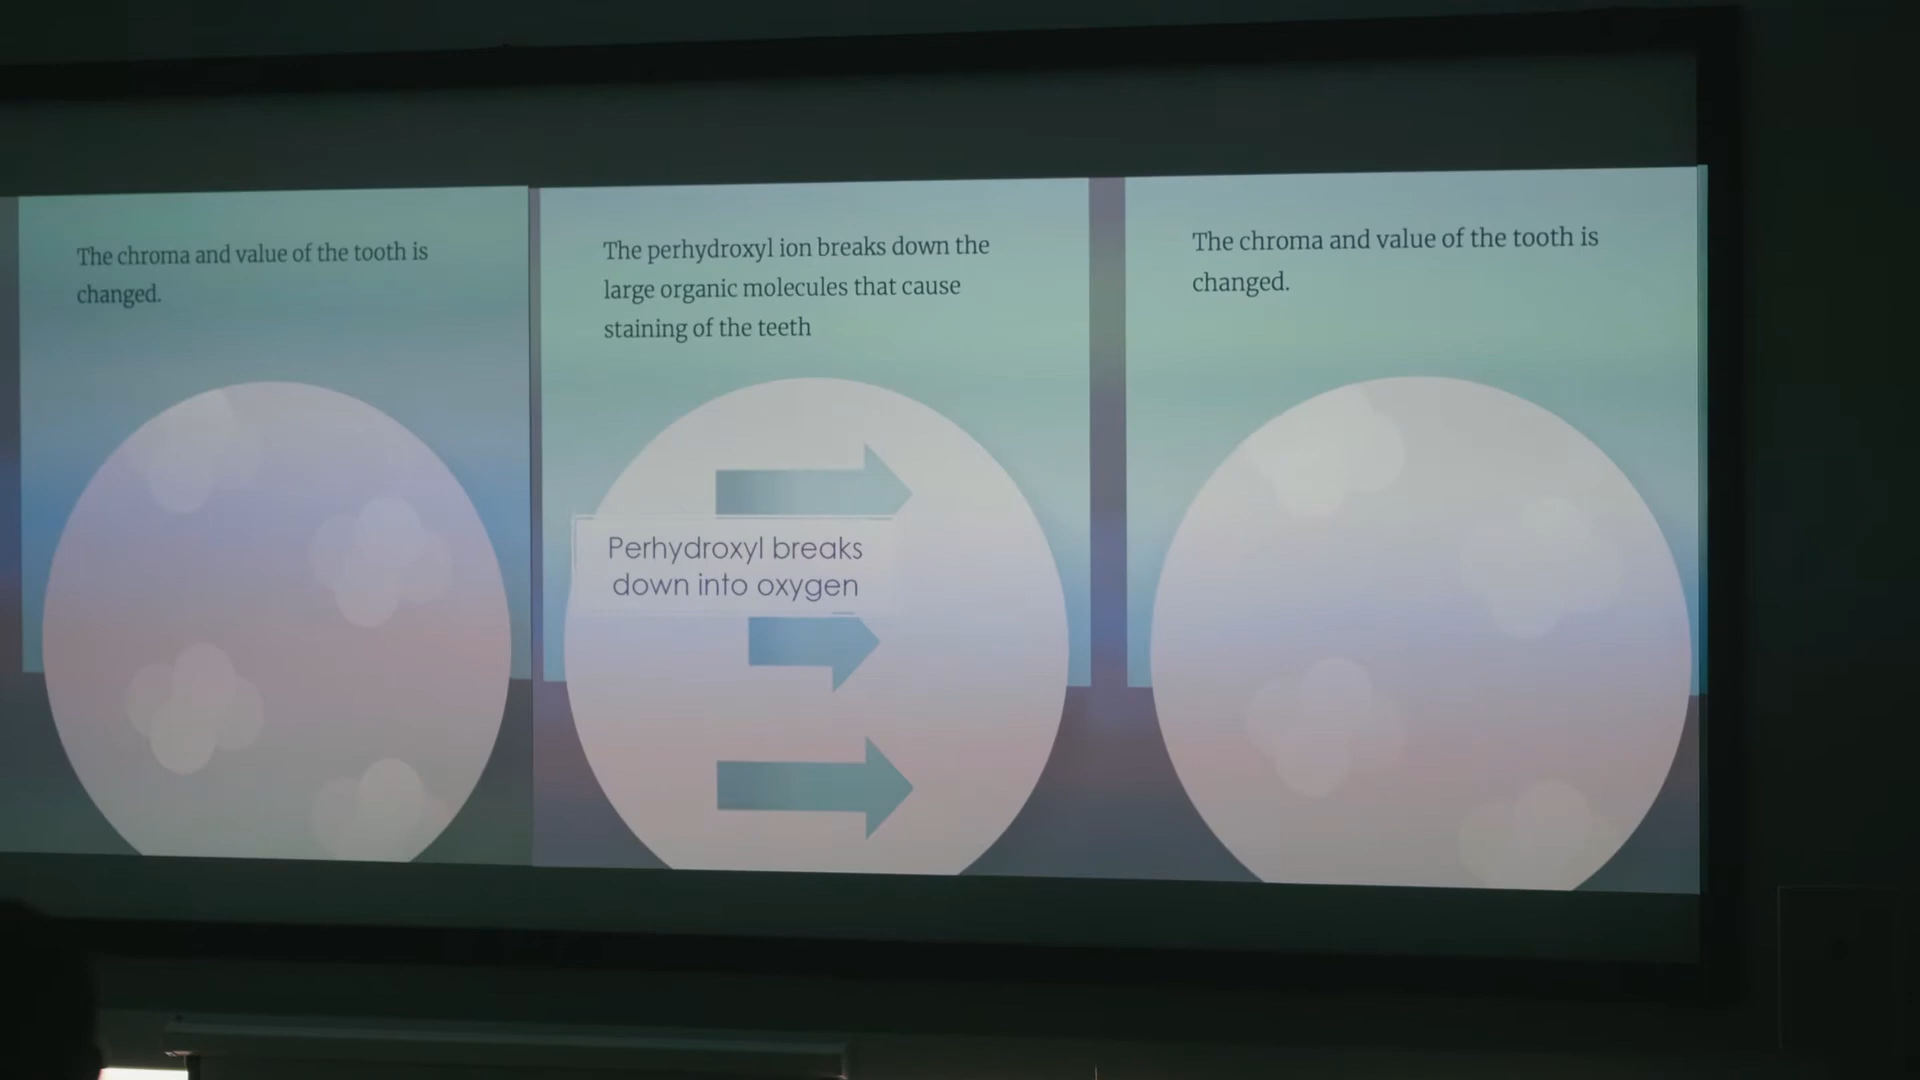 The chroma and value of the tooth is
changed.
The perhydroxyl ion breaks down the
large organic molecules that cause
staining of the teeth
Perhydroxyl breaks
down into oxygen
The chroma and value of the tooth is
changed.